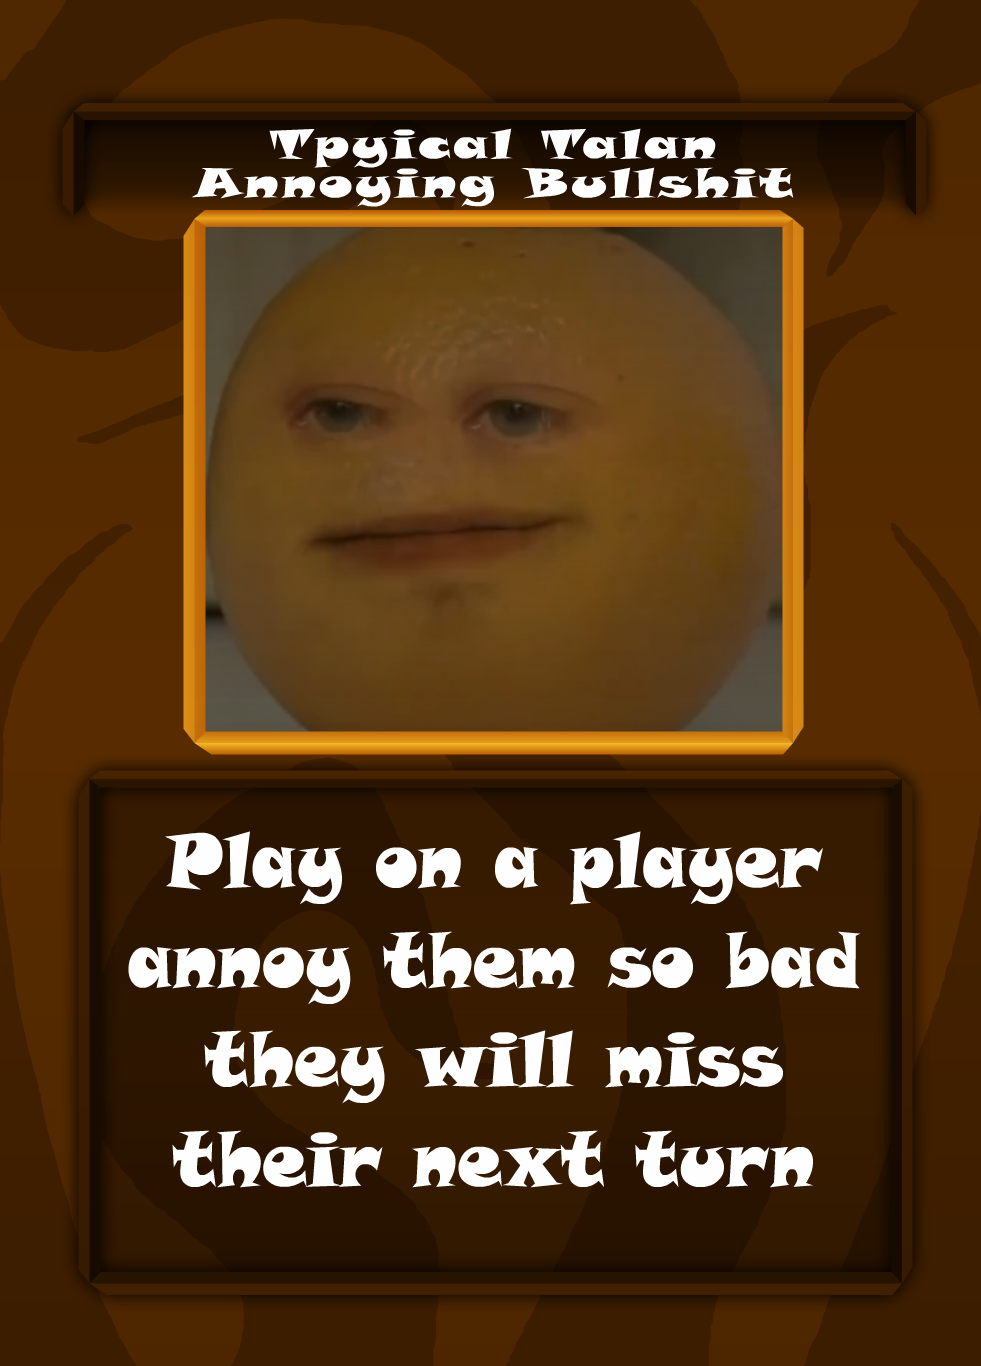 Tpyical Talan
Annoying Bullshit
Play on a player
annoy them so bad
they will miss
their next turn